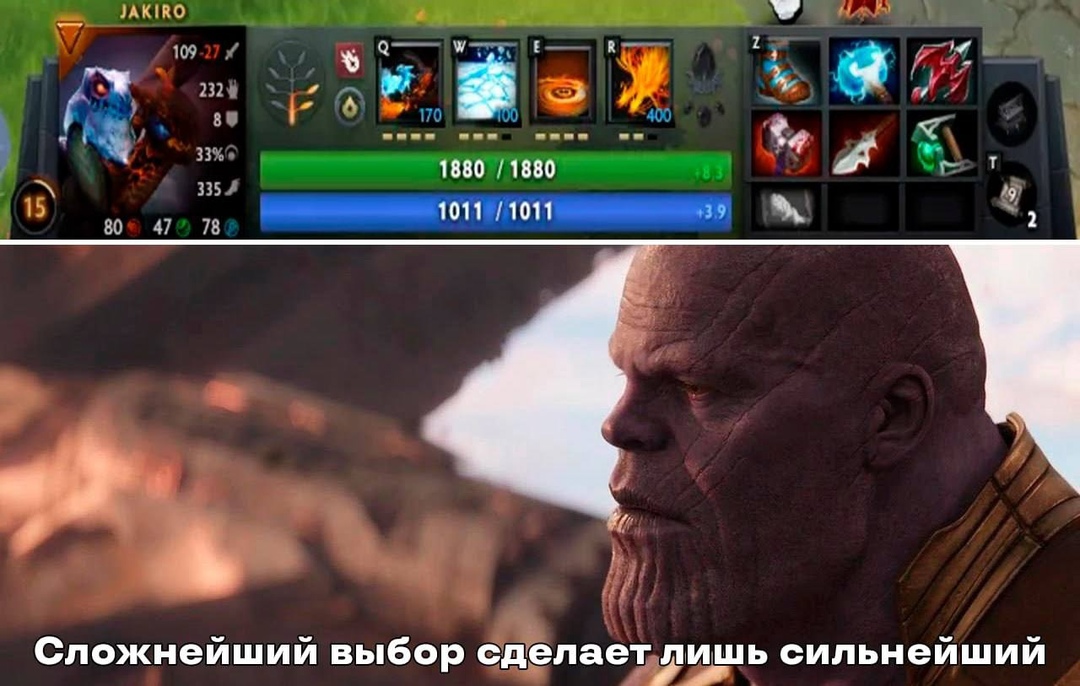 JAKIRO
109 -27
232
8
33%
335
15
80 47 78
Q W E R
170 100 400
1880 / 1880 +8.3
1011 / 1011 +3.9
Z
T
2
Сложнейший выбор сделает лишь сильнейший